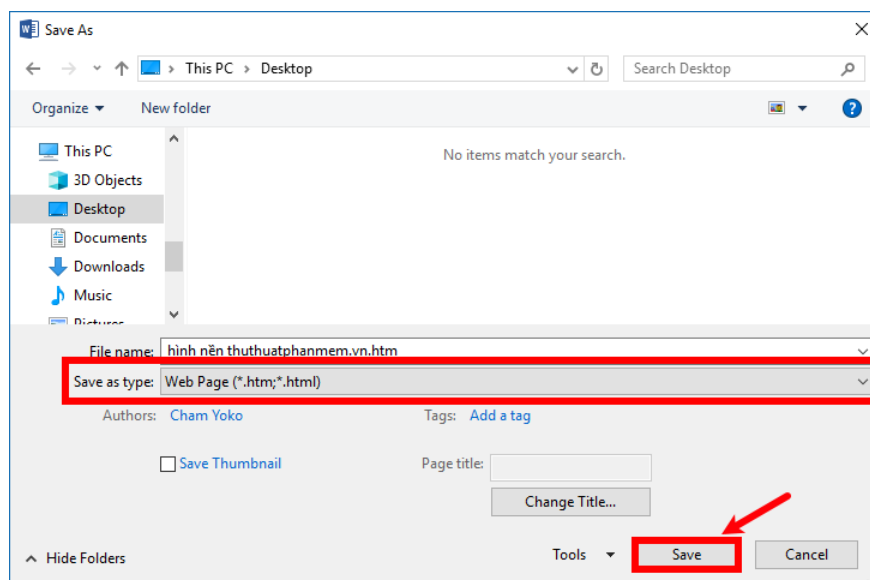 Save As
This PC > Desktop
Search Desktop
Organize
New folder
This PC
No items match your search.
3D Objects
Desktop
Documents
Downloads
Music
Pictures
File name: hình nền thuthuatphanmem.vn.htm
Save as type: Web Page (*.htm;*.html)
Authors: Cham Yoko
Tags: Add a tag
Save Thumbnail
Page title:
Change Title...
Hide Folders
Tools
Save
Cancel